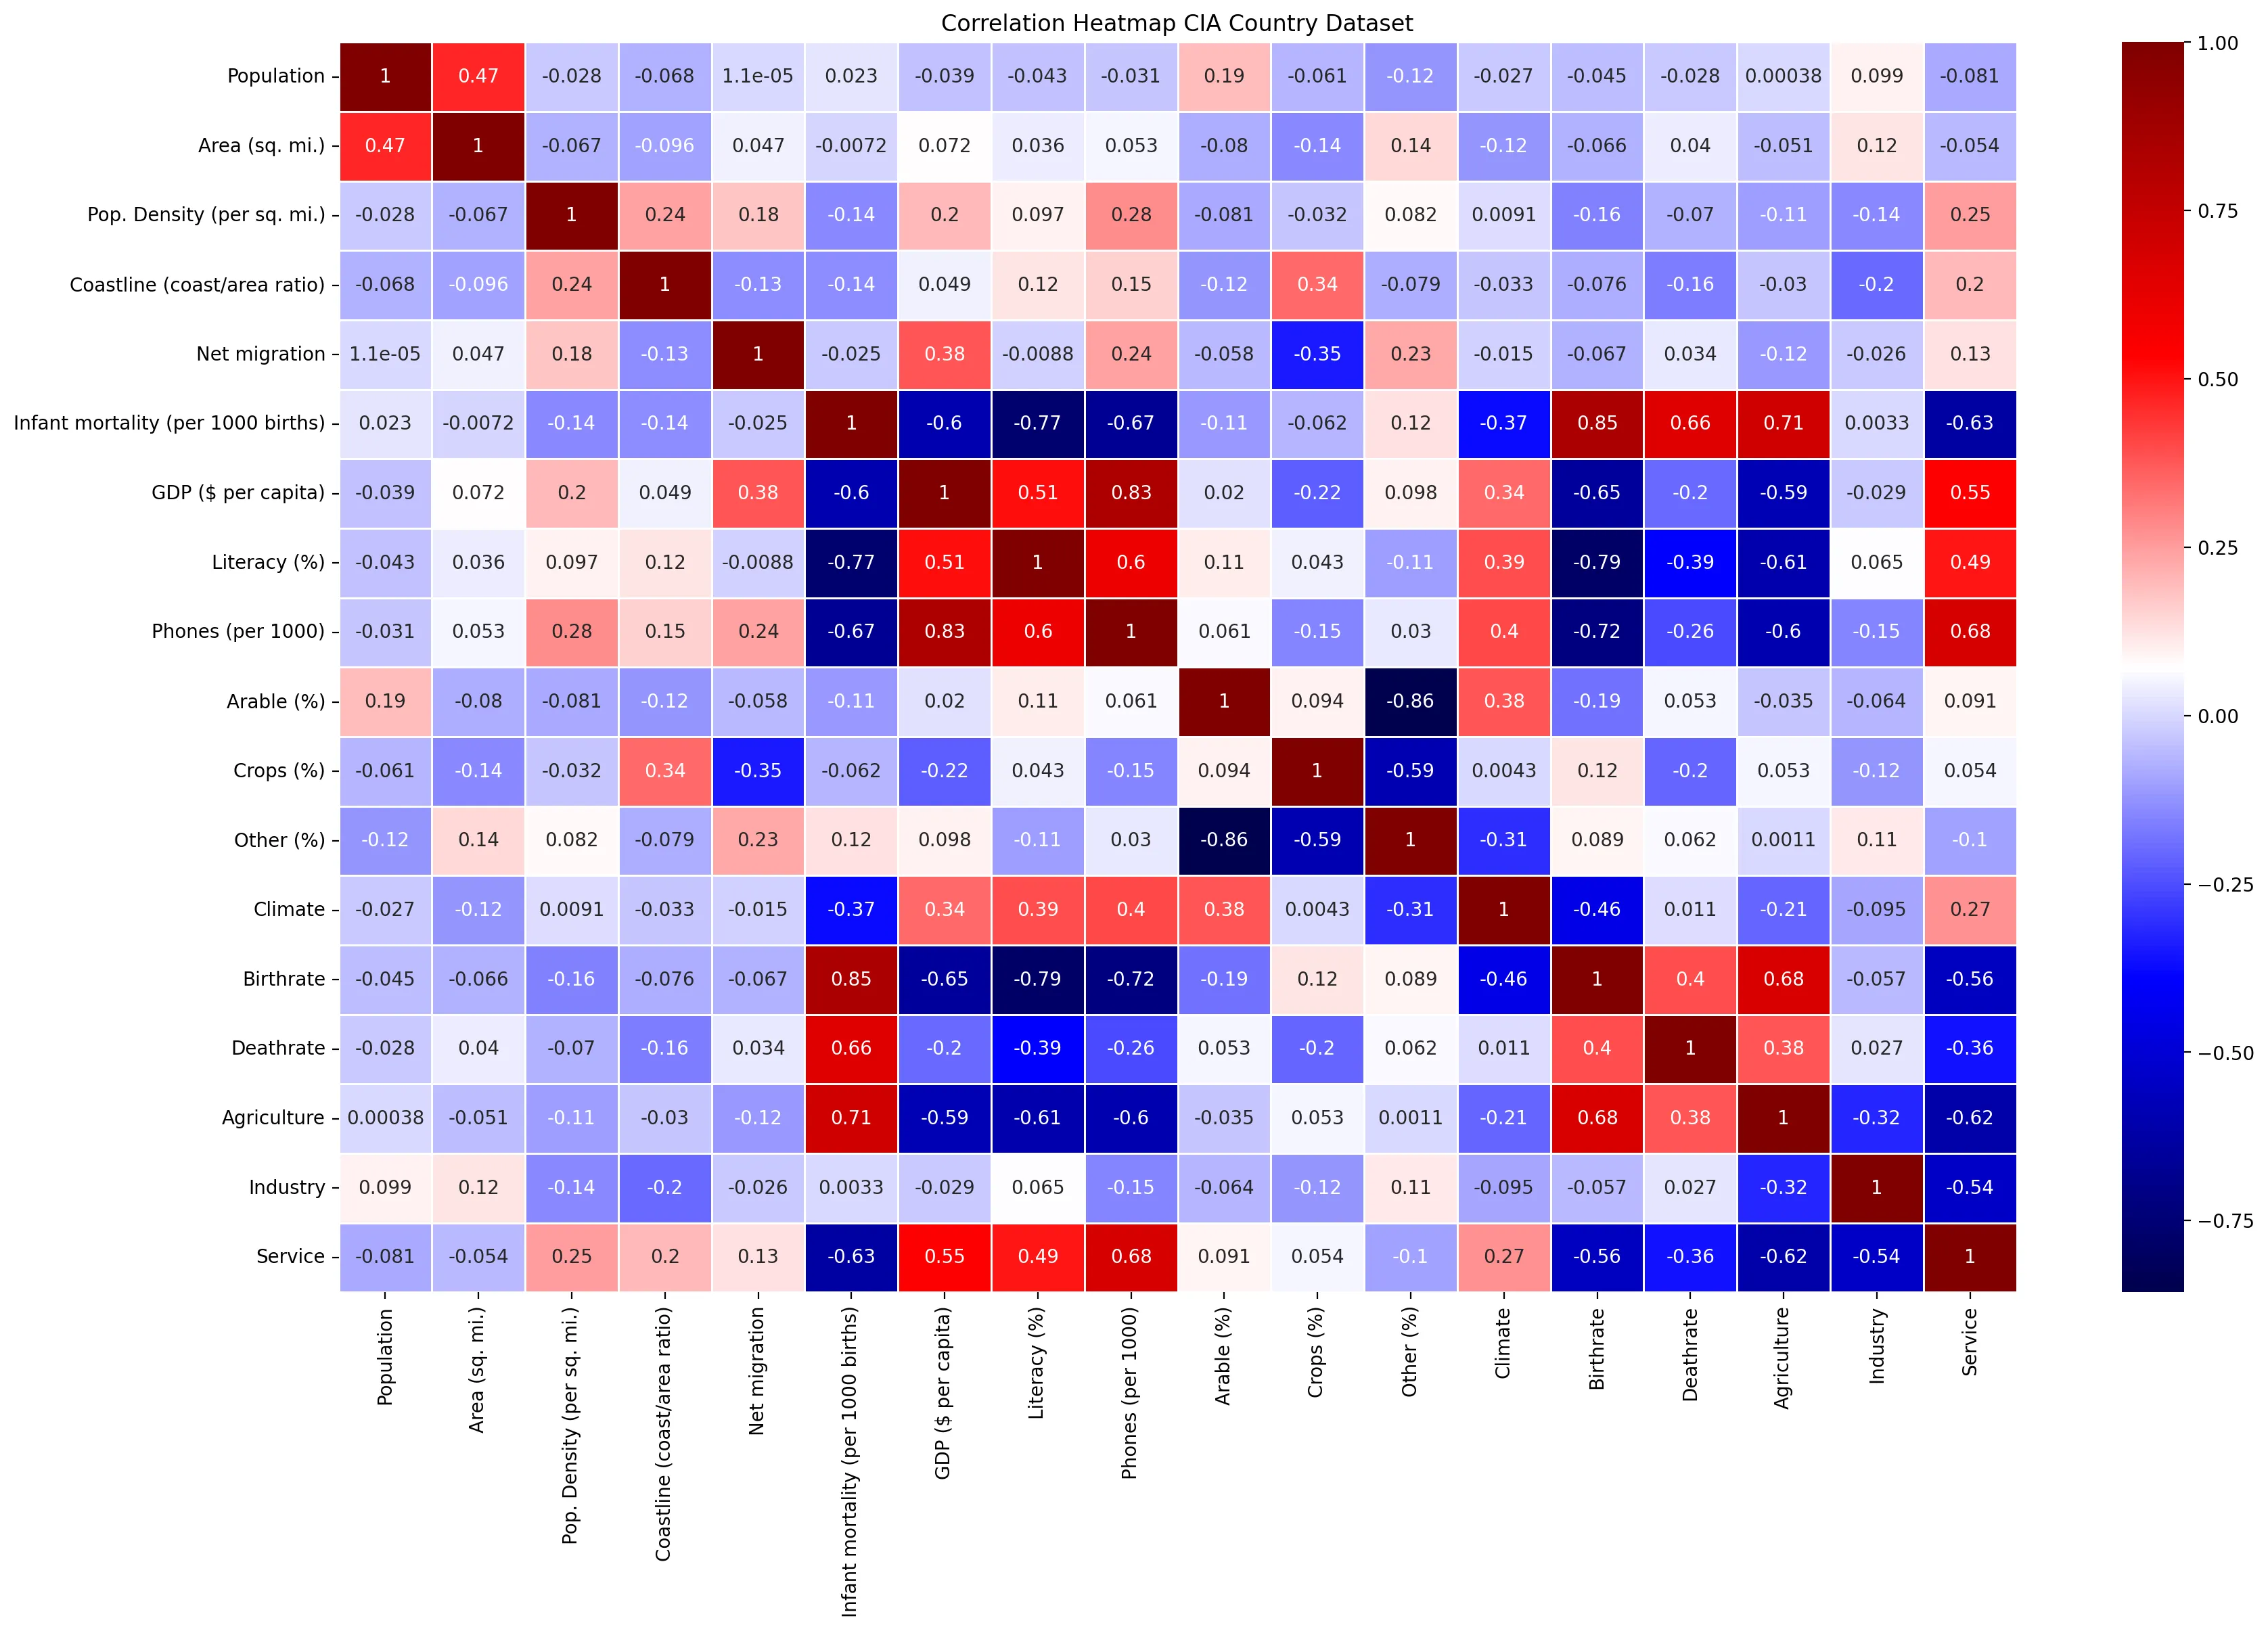 Correlation Heatmap CIA Country Dataset
Population 1 0.47 -0.028 -0.068 1.1e-05 0.023 -0.039 -0.043 -0.031 0.19 -0.061 -0.12 -0.027 -0.045 -0.028 0.00038 0.099 -0.081
Area (sq. mi.) 0.47 1 -0.067 -0.096 0.047 -0.0072 0.072 0.036 0.053 -0.08 -0.14 0.14 -0.12 -0.066 0.04 -0.051 0.12 -0.054
Pop. Density (per sq. mi.) -0.028 -0.067 1 0.24 0.18 -0.14 0.2 0.097 0.28 -0.081 -0.032 0.082 0.0091 -0.16 -0.07 -0.11 -0.14 0.25
Coastline (coast/area ratio) -0.068 -0.096 0.24 1 -0.13 -0.14 0.049 0.12 0.15 -0.12 0.34 -0.079 -0.033 -0.076 -0.16 -0.03 -0.2 0.2
Net migration 1.1e-05 0.047 0.18 -0.13 1 -0.025 0.38 -0.0088 0.24 -0.058 -0.35 0.23 -0.015 -0.067 0.034 -0.12 -0.026 0.13
Infant mortality (per 1000 births) 0.023 -0.0072 -0.14 -0.14 -0.025 1 -0.6 -0.77 -0.67 -0.11 -0.062 0.12 -0.37 0.85 0.66 0.71 0.0033 -0.63
GDP ($ per capita) -0.039 0.072 0.2 0.049 0.38 -0.6 1 0.51 0.83 0.02 -0.22 0.098 0.34 -0.65 -0.2 -0.59 -0.029 0.55
Literacy (%) -0.043 0.036 0.097 0.12 -0.0088 -0.77 0.51 1 0.6 0.11 0.043 -0.11 0.39 -0.79 -0.39 -0.61 0.065 0.49
Phones (per 1000) -0.031 0.053 0.28 0.15 0.24 -0.67 0.83 0.6 1 0.061 -0.15 0.03 0.4 -0.72 -0.26 -0.6 -0.15 0.68
Arable (%) 0.19 -0.08 -0.081 -0.12 -0.058 -0.11 0.02 0.11 0.061 1 0.094 -0.86 0.38 -0.19 0.053 -0.035 -0.064 0.091
Crops (%) -0.061 -0.14 -0.032 0.34 -0.35 -0.062 -0.22 0.043 -0.15 0.094 1 -0.59 0.0043 0.12 -0.2 0.053 -0.12 0.054
Other (%) -0.12 0.14 0.082 -0.079 0.23 0.12 0.098 -0.11 0.03 -0.86 -0.59 1 -0.31 0.089 0.062 0.0011 0.11 -0.1
Climate -0.027 -0.12 0.0091 -0.033 -0.015 -0.37 0.34 0.39 0.4 0.38 0.0043 -0.31 1 -0.46 0.011 -0.21 -0.095 0.27
Birthrate -0.045 -0.066 -0.16 -0.076 -0.067 0.85 -0.65 -0.79 -0.72 -0.19 0.12 0.089 -0.46 1 0.4 0.68 -0.057 -0.56
Deathrate -0.028 0.04 -0.07 -0.16 0.034 0.66 -0.2 -0.39 -0.26 0.053 -0.2 0.062 0.011 0.4 1 0.38 0.027 -0.36
Agriculture 0.00038 -0.051 -0.11 -0.03 -0.12 0.71 -0.59 -0.61 -0.6 -0.035 0.053 0.0011 -0.21 0.68 0.38 1 -0.32 -0.62
Industry 0.099 0.12 -0.14 -0.2 -0.026 0.0033 -0.029 0.065 -0.15 -0.064 -0.12 0.11 -0.095 -0.057 0.027 -0.32 1 -0.54
Service -0.081 -0.054 0.25 0.2 0.13 -0.63 0.55 0.49 0.68 0.091 0.054 -0.1 0.27 -0.56 -0.36 -0.62 -0.54 1
Population
Area (sq. mi.)
Pop. Density (per sq. mi.)
Coastline (coast/area ratio)
Net migration
Infant mortality (per 1000 births)
GDP ($ per capita)
Literacy (%)
Phones (per 1000)
Arable (%)
Crops (%)
Other (%)
Climate
Birthrate
Deathrate
Agriculture
Industry
Service
1.00
0.75
0.50
0.25
0.00
−0.25
−0.50
−0.75